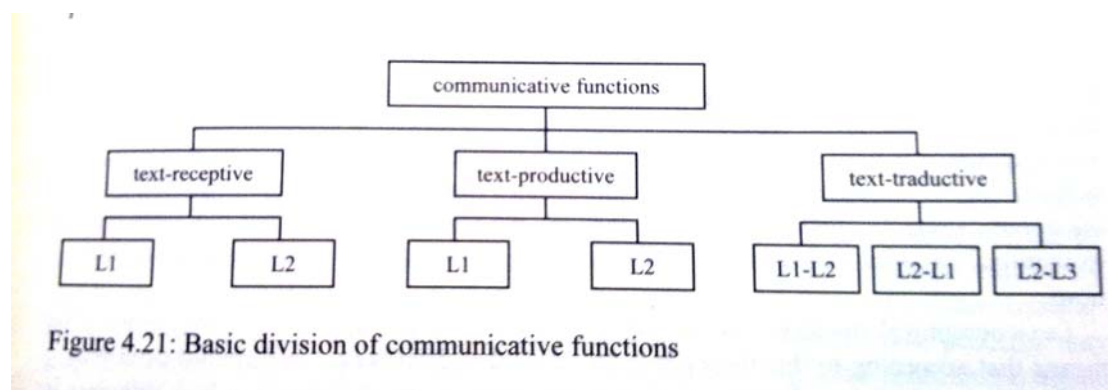 communicative functions
text-receptive text-productive text-traductive
L1 L2 L1 L2 L1-L2 L2-L1 L2-L3
Figure 4.21: Basic division of communicative functions